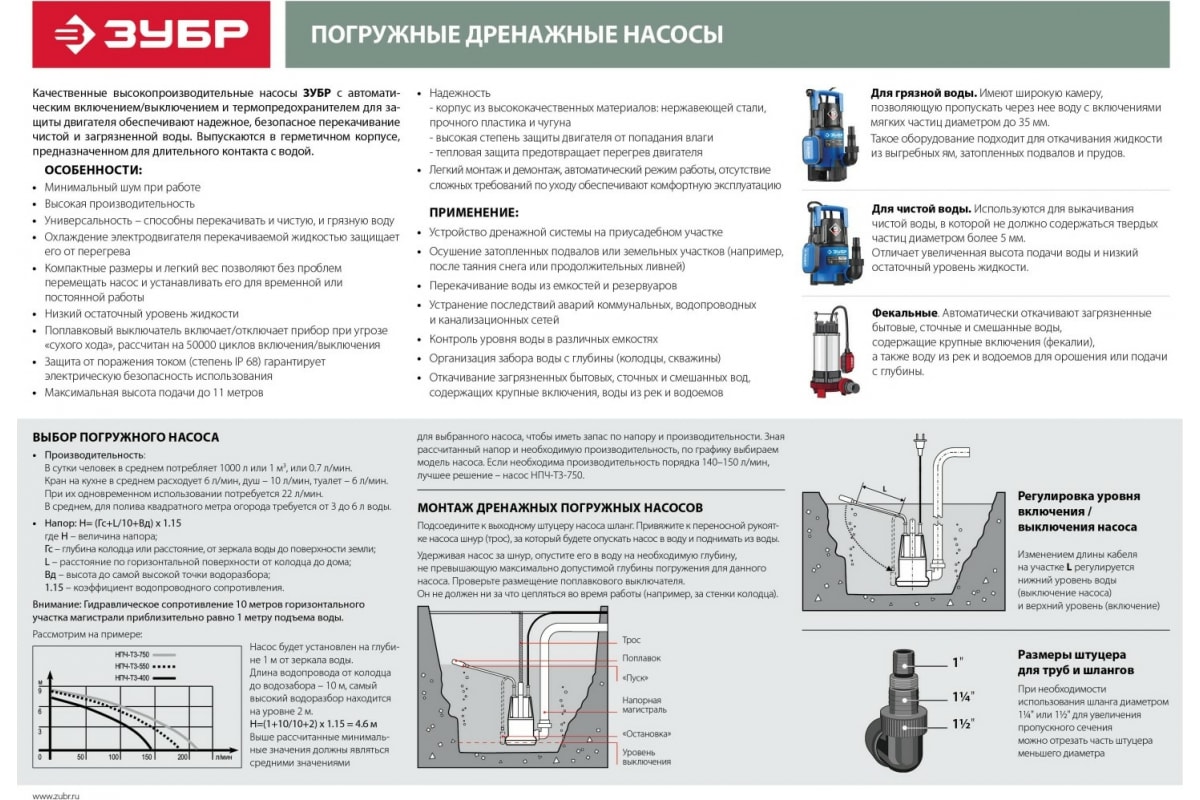 ЗУБР
ПОГРУЖНЫЕ ДРЕНАЖНЫЕ НАСОСЫ
Качественные высокопроизводительные насосы ЗУБР с автомати-
ческим включением/выключением и термопредохранителем для за-
щиты двигателя обеспечивают надежное, безопасное перекачивание
чистой и загрязненной воды. Выпускаются в герметичном корпусе,
предназначенном для длительного контакта с водой.
ОСОБЕННОСТИ:
• Минимальный шум при работе
• Высокая производительность
• Универсальность – способны перекачивать и чистую, и грязную воду
• Охлаждение электродвигателя перекачиваемой жидкостью защищает
его от перегрева
• Компактные размеры и легкий вес позволяют без проблем
перемещать насос и устанавливать его для временной или
постоянной работы
• Низкий остаточный уровень жидкости
• Поплавковый выключатель включает/отключает прибор при угрозе
«сухого хода», рассчитан на 50000 циклов включения/выключения
• Защита от поражения током (степень IP 68) гарантирует
электрическую безопасность использования
• Максимальная высота подачи до 11 метров
• Надежность
- корпус из высококачественных материалов: нержавеющей стали,
прочного пластика и чугуна
- высокая степень защиты двигателя от попадания влаги
- тепловая защита предотвращает перегрев двигателя
• Легкий монтаж и демонтаж, автоматический режим работы, отсутствие
сложных требований по уходу обеспечивают комфортную эксплуатацию
ПРИМЕНЕНИЕ:
• Устройство дренажной системы на приусадебном участке
• Осушение затопленных подвалов или земельных участков (например,
после таяния снега или продолжительных ливней)
• Перекачивание воды из емкостей и резервуаров
• Устранение последствий аварий коммунальных, водопроводных
и канализационных сетей
• Контроль уровня воды в различных емкостях
• Организация забора воды с глубины (колодцы, скважины)
• Откачивание загрязненных бытовых, сточных и смешанных вод,
содержащих крупные включения, воды из рек и водоемов
Для грязной воды. Имеют широкую камеру,
позволяющую пропускать через нее воду с включениями
мягких частиц диаметром до 35 мм.
Такое оборудование подходит для откачивания жидкости
из выгребных ям, затопленных подвалов и прудов.
Для чистой воды. Используются для выкачивания
чистой воды, в которой не должно содержаться твердых
частиц диаметром более 5 мм.
Отличает увеличенная высота подачи воды и низкий
остаточный уровень жидкости.
Фекальные. Автоматически откачивают загрязненные
бытовые, сточные и смешанные воды,
содержащие крупные включения (фекалии),
а также воду из рек и водоемов для орошения или подачи
с глубины.
ВЫБОР ПОГРУЖНОГО НАСОСА
• Производительность:
В сутки человек в среднем потребляет 1000 л или 1 м³, или 0.7 л/мин.
Кран на кухне в среднем расходует 6 л/мин, душ – 10 л/мин, туалет – 6 л/мин.
При их одновременном использовании потребуется 22 л/мин.
В среднем, для полива квадратного метра огорода требуется от 3 до 6 л воды.
• Напор: H= (Гс+L/10+Вд) x 1.15
где H – величина напора;
Гс – глубина колодца или расстояние, от зеркала воды до поверхности земли;
L – расстояние по горизонтальной поверхности от колодца до дома;
Вд – высота до самой высокой точки водоразбора;
1.15 – коэффициент водопроводного сопротивления.
Внимание: Гидравлическое сопротивление 10 метров горизонтального
участка магистрали приблизительно равно 1 метру подъема воды.
Рассмотрим на примере:
НПЧ-Т3-750
НПЧ-Т3-550
НПЧ-Т3-400
м
9
6
3
0 50 100 150 200 л/мин
Насос будет установлен на глуби-
не 1 м от зеркала воды.
Длина водопровода от колодца
до водозабора – 10 м, самый
высокий водоразбор находится
на уровне 2 м.
H=(1+10/10+2) x 1.15 = 4.6 м
Выше рассчитанные минималь-
ные значения должны являться
средними значениями
для выбранного насоса, чтобы иметь запас по напору и производительности. Зная
рассчитанный напор и необходимую производительность, по графику выбираем
модель насоса. Если необходима производительность порядка 140–150 л/мин,
лучшее решение – насос НПЧ-Т3-750.
МОНТАЖ ДРЕНАЖНЫХ ПОГРУЖНЫХ НАСОСОВ
Подсоедините к выходному штуцеру насоса шланг. Привяжите к переносной рукоят-
ке насоса шнур (трос), за который будете опускать насос в воду и поднимать из воды.
Удерживая насос за шнур, опустите его в воду на необходимую глубину,
не превышающую максимально допустимой глубины погружения для данного
насоса. Проверьте размещение поплавкового выключателя.
Он не должен ни за что цепляться во время работы (например, за стенки колодца).
Трос
Поплавок
«Пуск»
Напорная
магистраль
«Остановка»
Уровень
выключения
L
Регулировка уровня
включения /
выключения насоса
Изменением длины кабеля
на участке L регулируется
нижний уровень воды
(выключение насоса)
и верхний уровень (включение)
1"
1¼"
1½"
Размеры штуцера
для труб и шлангов
При необходимости
использования шланга диаметром
1¼" или 1½" для увеличения
пропускного сечения
можно отрезать часть штуцера
меньшего диаметра
www.zubr.ru